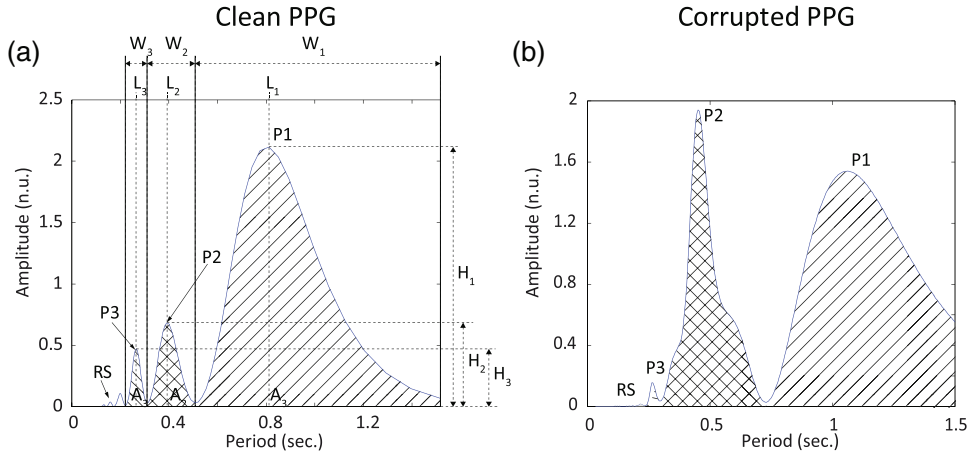 Clean PPG
Corrupted PPG
(a)
W3 W2 W1
(b)
L3 L2 L1
2.5
2
1.5
1
0.5
0
Amplitude (n.u.)
P1
P2
P3
RS
A3 A2 A3
H1
H2
H3
0 0.4 0.8 1.2
Period (sec.)
2
1.6
1.2
0.8
0.4
0
Amplitude (n.u.)
P2
P1
P3
RS
0 0.5 1 1.5
Period (sec.)